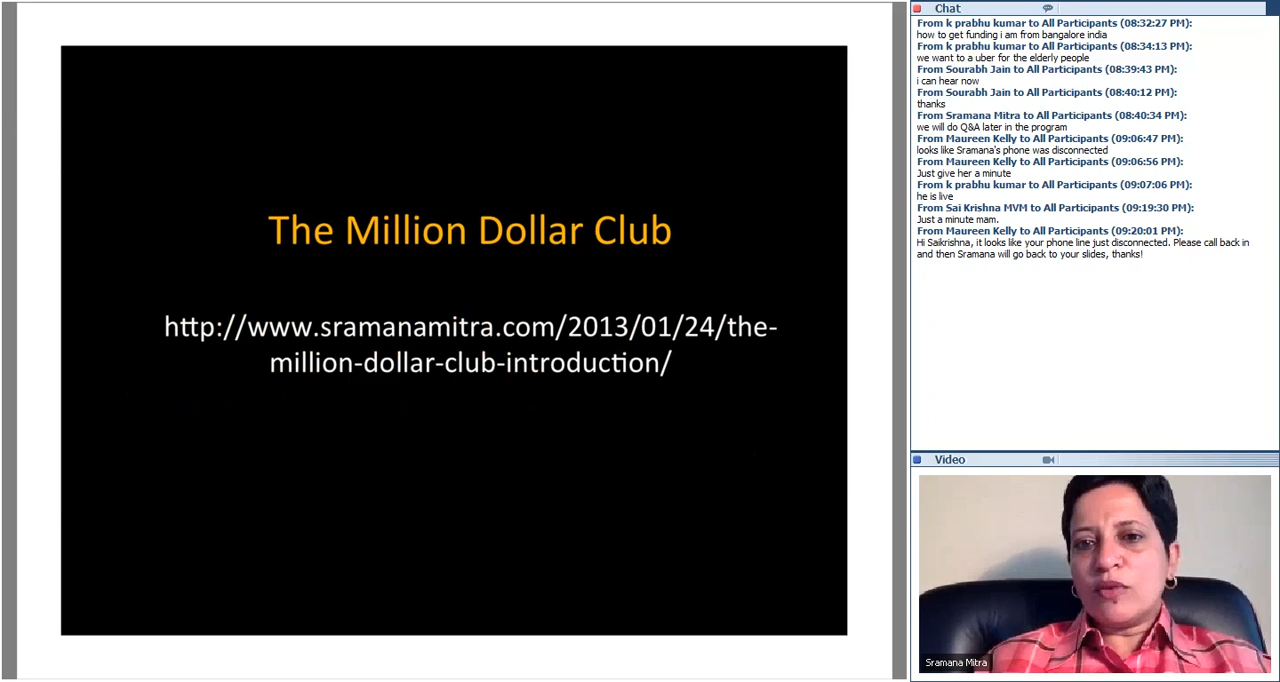 The Million Dollar Club
http://www.sramanamitra.com/2013/01/24/the-
million-dollar-club-introduction/
Chat
From k prabhu kumar to All Participants (08:32:27 PM):
how to get funding i am from bangalore india
From k prabhu kumar to All Participants (08:34:13 PM):
we want to a uber for the elderly people
From Sourabh Jain to All Participants (08:39:43 PM):
i can hear now
From Sourabh Jain to All Participants (08:40:12 PM):
thanks
From Sramana Mitra to All Participants (08:40:34 PM):
we will do Q&A later in the program
From Maureen Kelly to All Participants (09:06:47 PM):
looks like Sramana's phone was disconnected
From Maureen Kelly to All Participants (09:06:56 PM):
Just give her a minute
From k prabhu kumar to All Participants (09:07:06 PM):
he is live
From Sai Krishna MVM to All Participants (09:19:30 PM):
Just a minute mam.
From Maureen Kelly to All Participants (09:20:01 PM):
Hi Saikrishna, it looks like your phone line just disconnected. Please call back in
and then Sramana will go back to your slides, thanks!
Video
Sramana Mitra